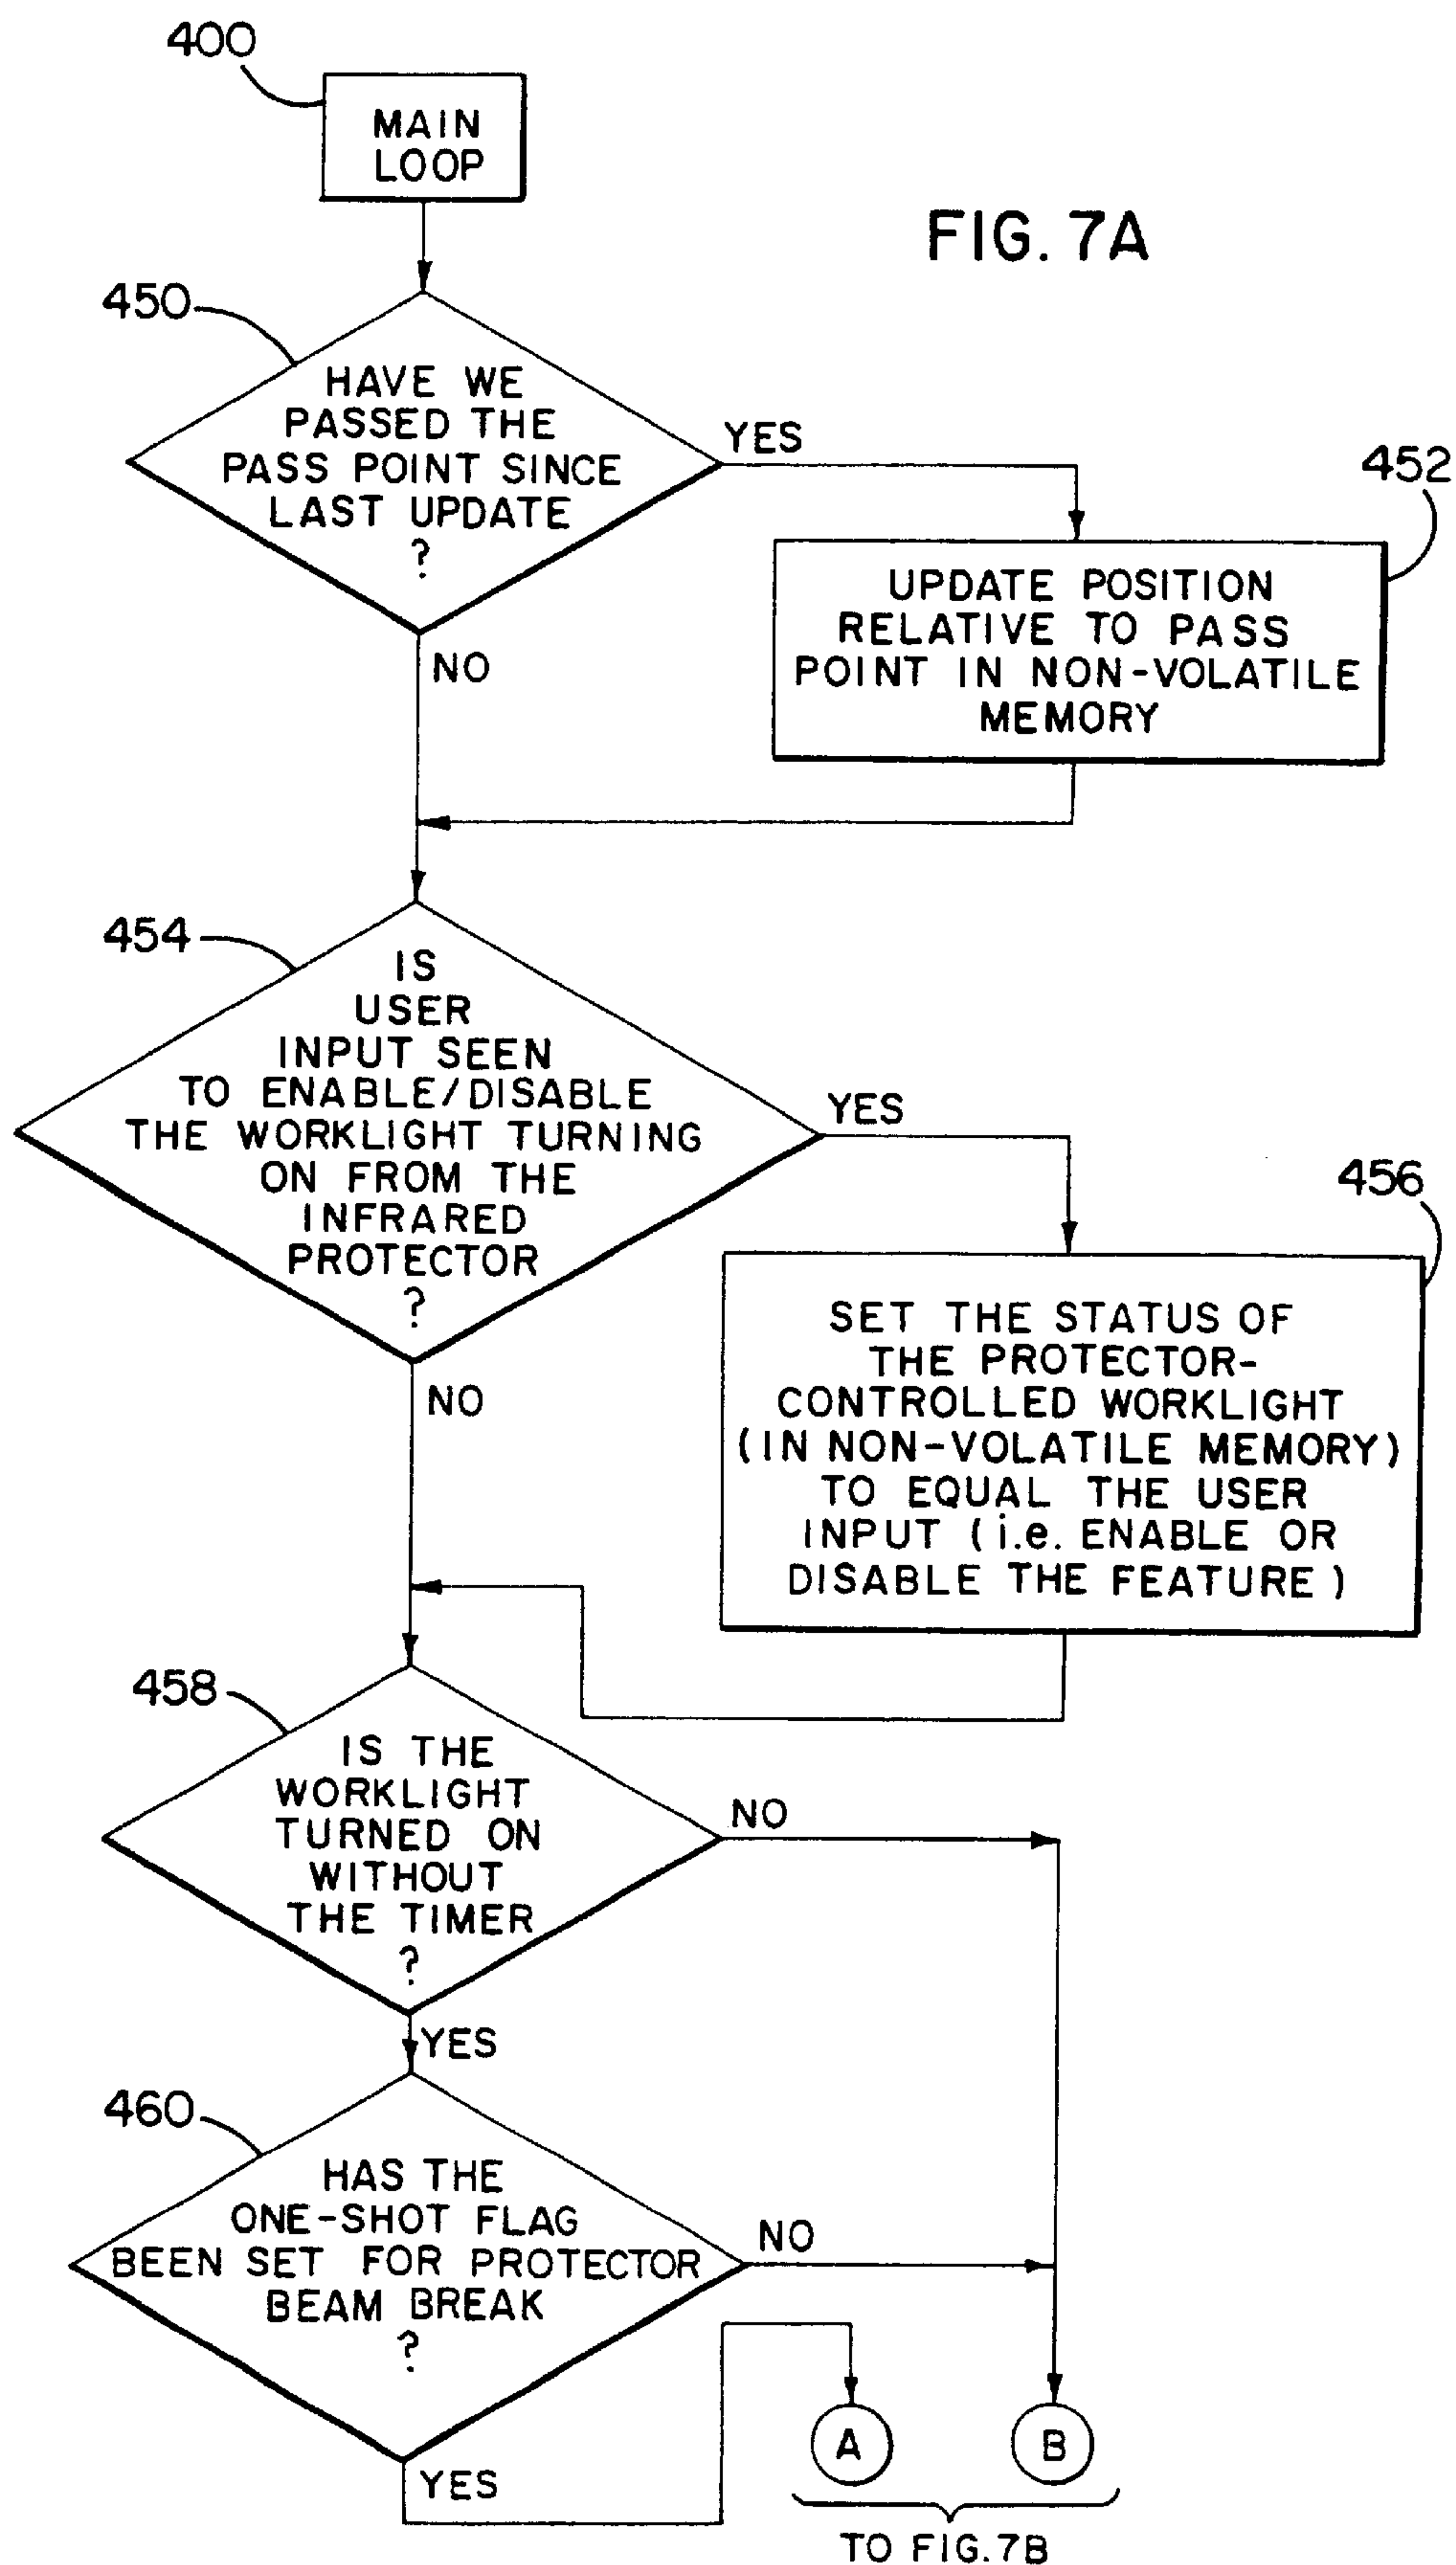 400
MAIN
LOOP
FIG. 7A
450
HAVE WE
PASSED THE
PASS POINT SINCE
LAST UPDATE
?
YES
NO
452
UPDATE POSITION
RELATIVE TO PASS
POINT IN NON-VOLATILE
MEMORY
454
IS
USER
INPUT SEEN
TO ENABLE/DISABLE
THE WORKLIGHT TURNING
ON FROM THE
INFRARED
PROTECTOR
?
YES
NO
456
SET THE STATUS OF
THE PROTECTOR-
CONTROLLED WORKLIGHT
(IN NON-VOLATILE MEMORY)
TO EQUAL THE USER
INPUT (i.e. ENABLE OR
DISABLE THE FEATURE)
458
IS THE
WORKLIGHT
TURNED ON
WITHOUT
THE TIMER
?
NO
YES
460
HAS THE
ONE-SHOT FLAG
BEEN SET FOR PROTECTOR
BEAM BREAK
?
NO
YES
A
B
TO FIG. 7B